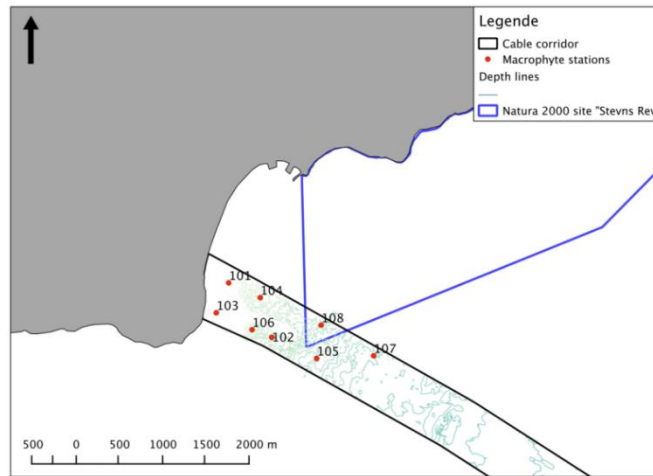 Legende
Cable corridor
Macrophyte stations
Depth lines
Natura 2000 site "Stevns Rev
101
104
103
108
106
102
105
107
500 0 500 1000 1500 2000 m